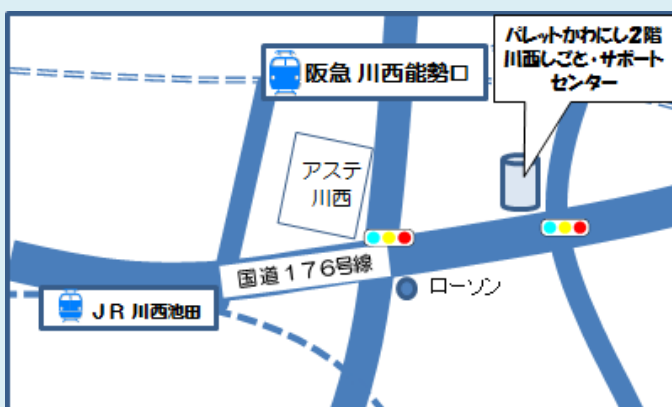 パレットかわにし2階
川西しごと・サポート
センター
阪急 川西能勢口
アステ
川西
国道176号線
ローソン
JR 川西池田